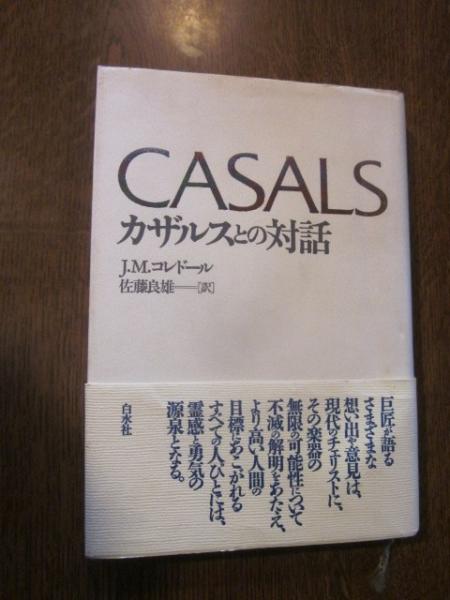 CASALS
カザルスとの対話
J.M.コレドール
佐藤良雄──[訳]
巨匠が語る
さまざまな
想い出や意見は、
現代のチェリストに、
その楽器の
無限の可能性について
不滅の解明をあたえ、
より高い人間の
目標にあこがれる
すべての人びとには、
霊感と勇気の
源泉となる。
白水社